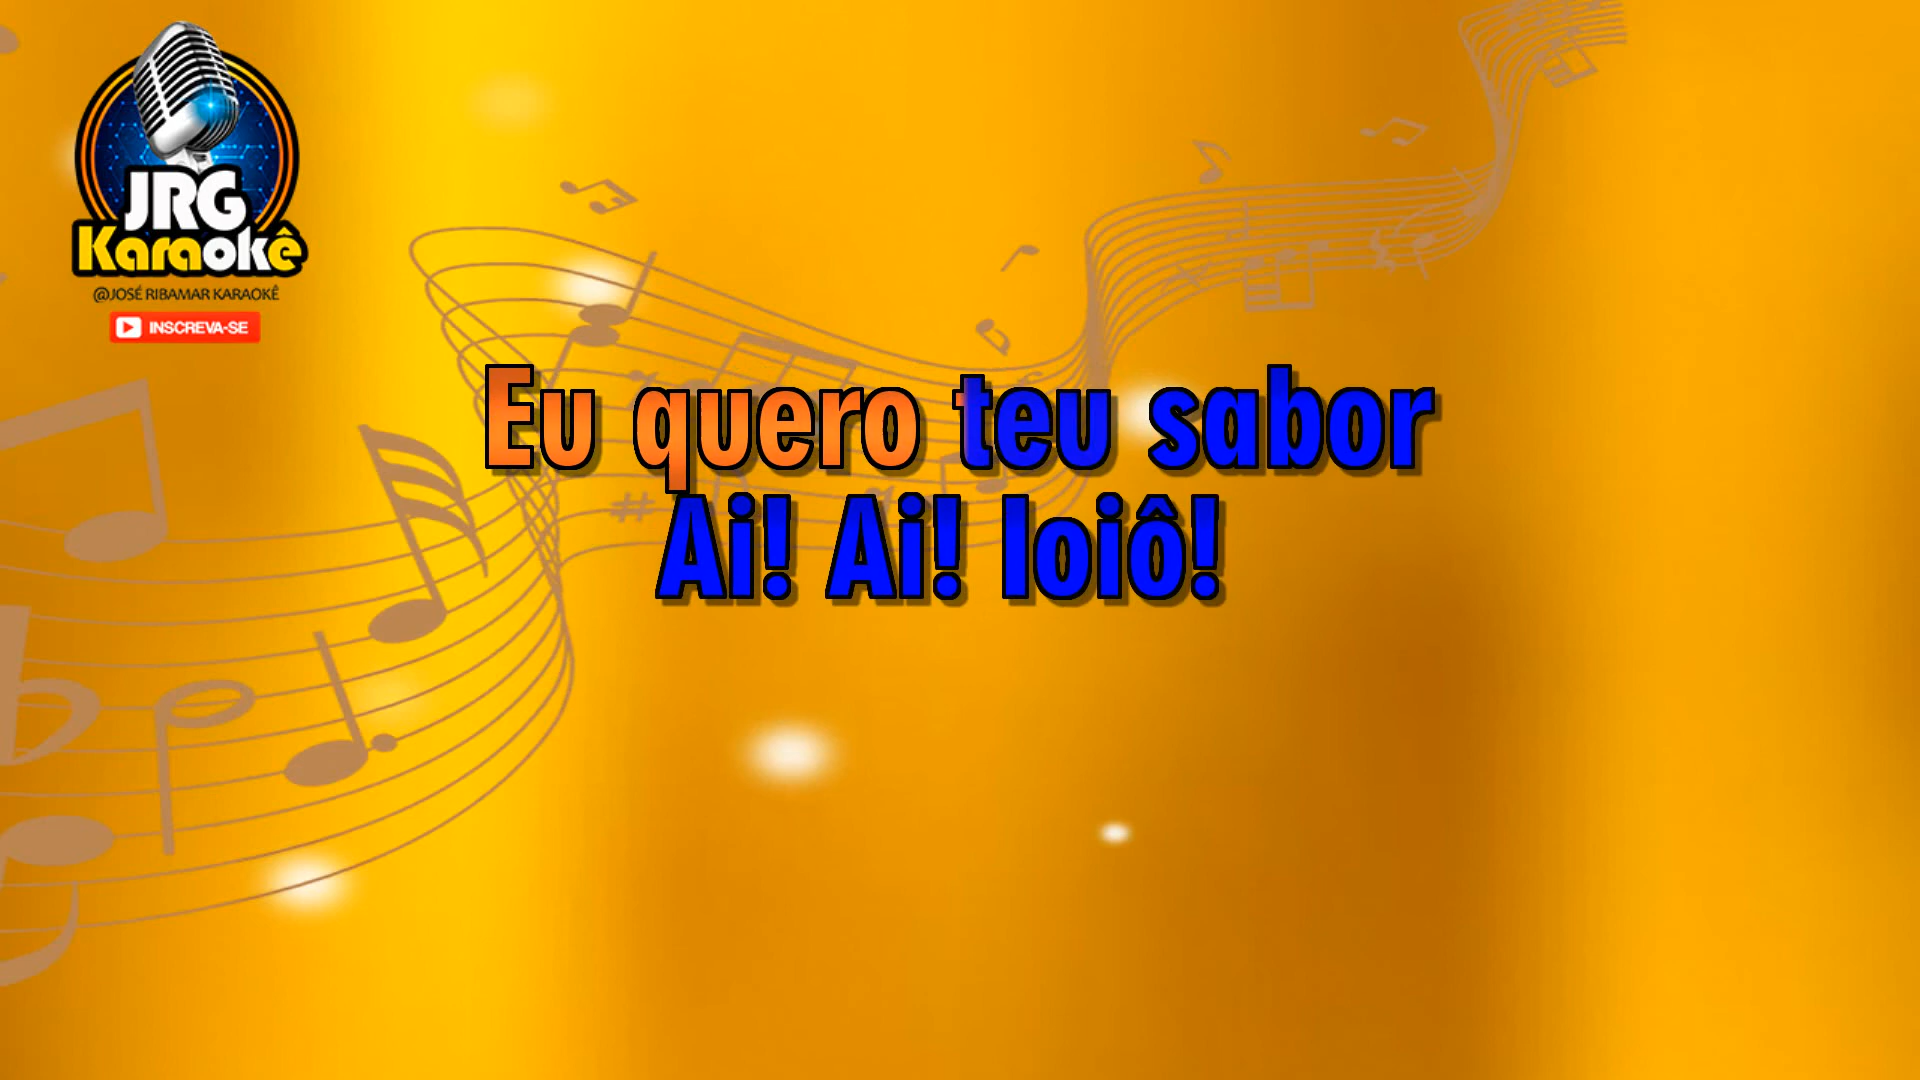 JRG
Karaokê
@JOSÉ RIBAMAR KARAOKÊ
INSCREVA-SE
Eu quero teu sabor
Ai! Ai! Ioiô!